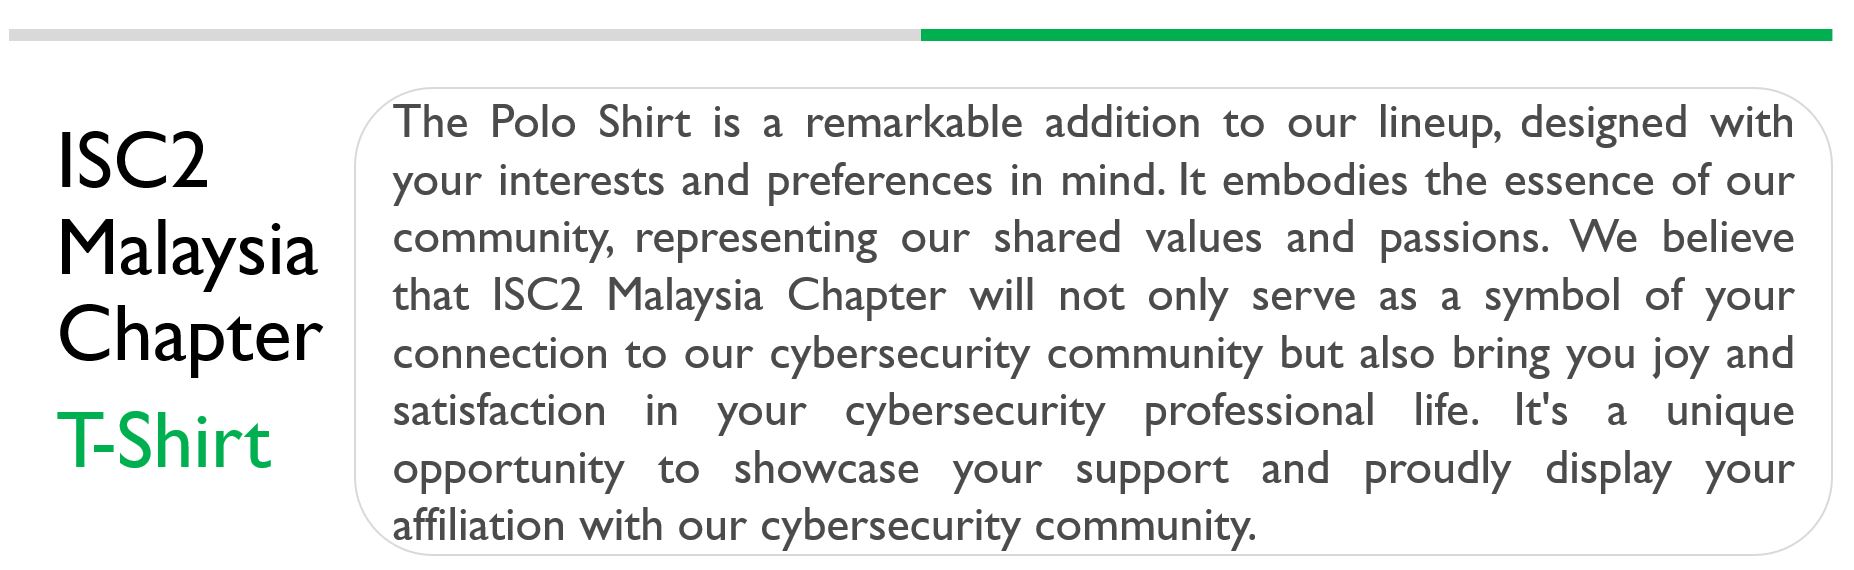 ISC2
Malaysia
Chapter
T-Shirt
The Polo Shirt is a remarkable addition to our lineup, designed with
your interests and preferences in mind. It embodies the essence of our
community, representing our shared values and passions. We believe
that ISC2 Malaysia Chapter will not only serve as a symbol of your
connection to our cybersecurity community but also bring you joy and
satisfaction in your cybersecurity professional life. It's a unique
opportunity to showcase your support and proudly display your
affiliation with our cybersecurity community.